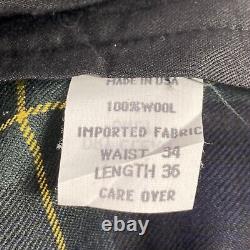 MADE IN USA
100%WOOL
IMPORTED FABRIC
WAIST 34
LENGTH 36
CARE OVER